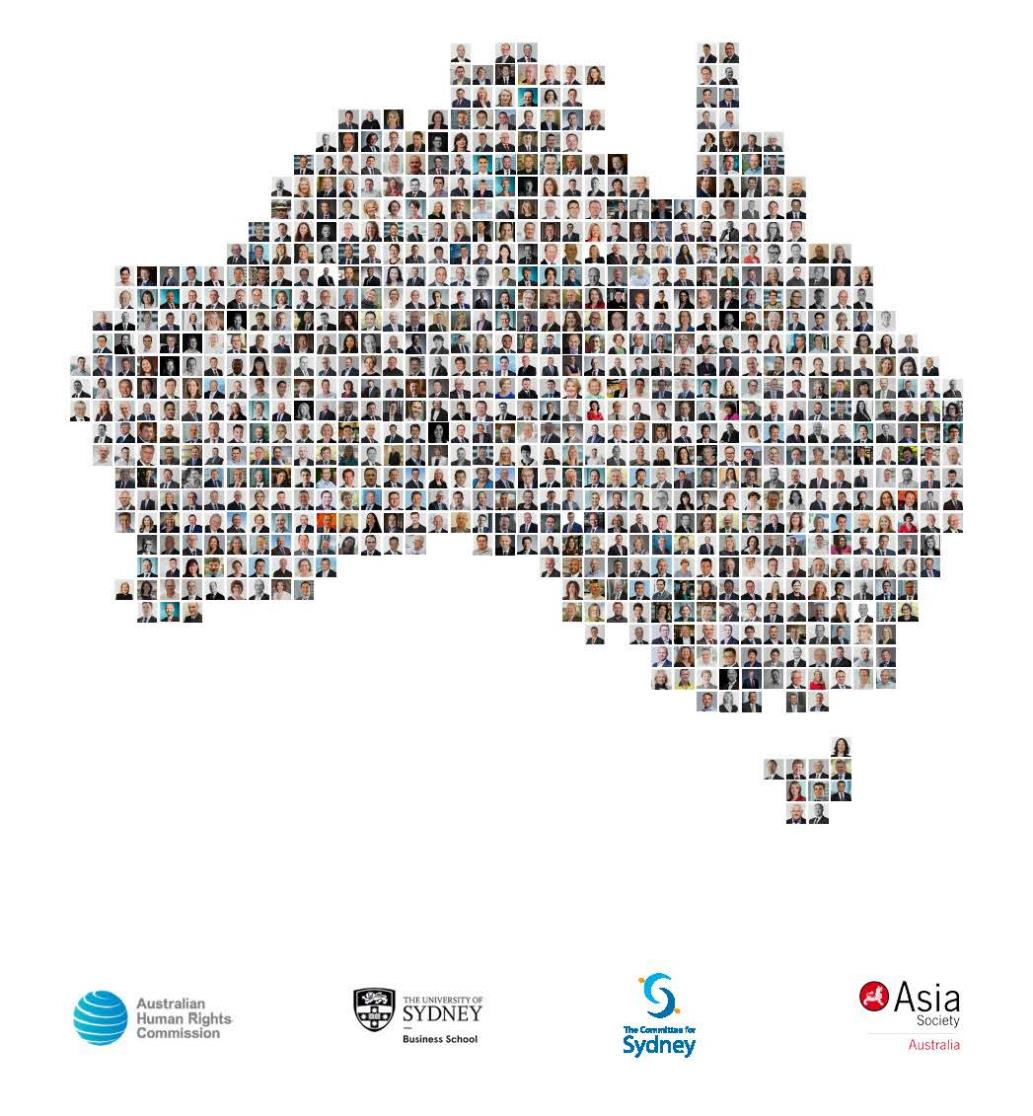 Australian
Human Rights
Commission
THE UNIVERSITY OF
SYDNEY
Business School
The Committee for
Sydney
Asia
Society
Australia